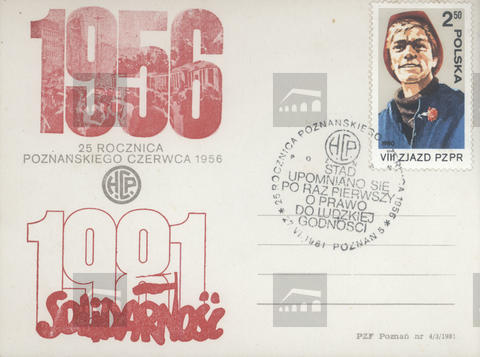 1956
25 ROCZNICA
POZNAŃSKIEGO CZERWCA 1956
HCP
1981
SOLIDARNOŚĆ
2.50
POLSKA
1980
VIII ZJAZD PZPR
*25 ROCZNICA POZNAŃSKIEGO CZERWCA 1956*
HCP
STĄD
UPOMNIANO SIĘ
PO RAZ PIERWSZY
O PRAWO
DO LUDZKIEJ
GODNOŚCI
27.VI.1981 POZNAŃ 5
PZF Poznań nr 4/3/1981